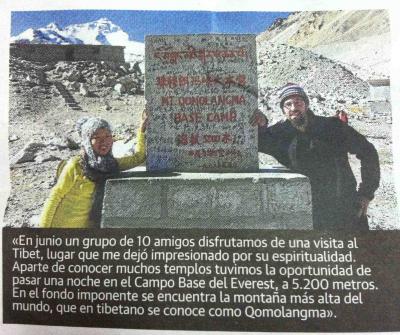 MT QOMOLANGMA
BASE CAMP
«En junio un grupo de 10 amigos disfrutamos de una visita al
Tibet, lugar que me dejó impresionado por su espiritualidad.
Aparte de conocer muchos templos tuvimos la oportunidad de
pasar una noche en el Campo Base del Everest, a 5.200 metros.
En el fondo imponente se encuentra la montaña más alta del
mundo, que en tibetano se conoce como Qomolangma».